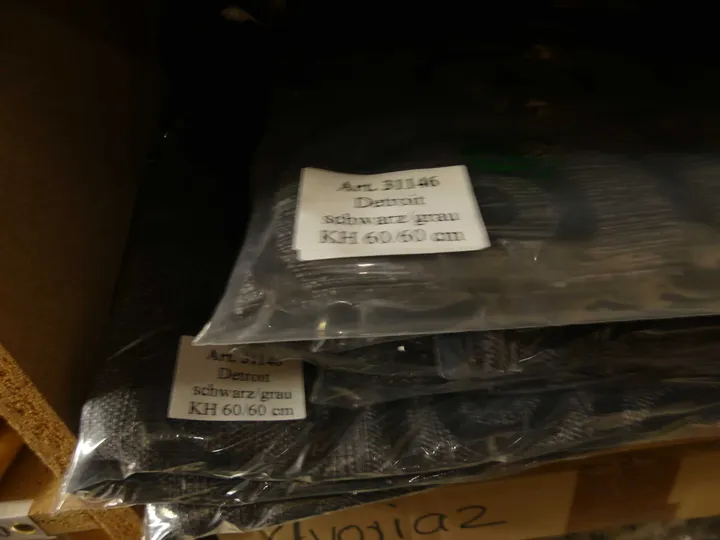 Art. 31146
Detroit
schwarz/grau
KH 60/60 cm
Detroit
schwarz/grau
KH 60/60 cm